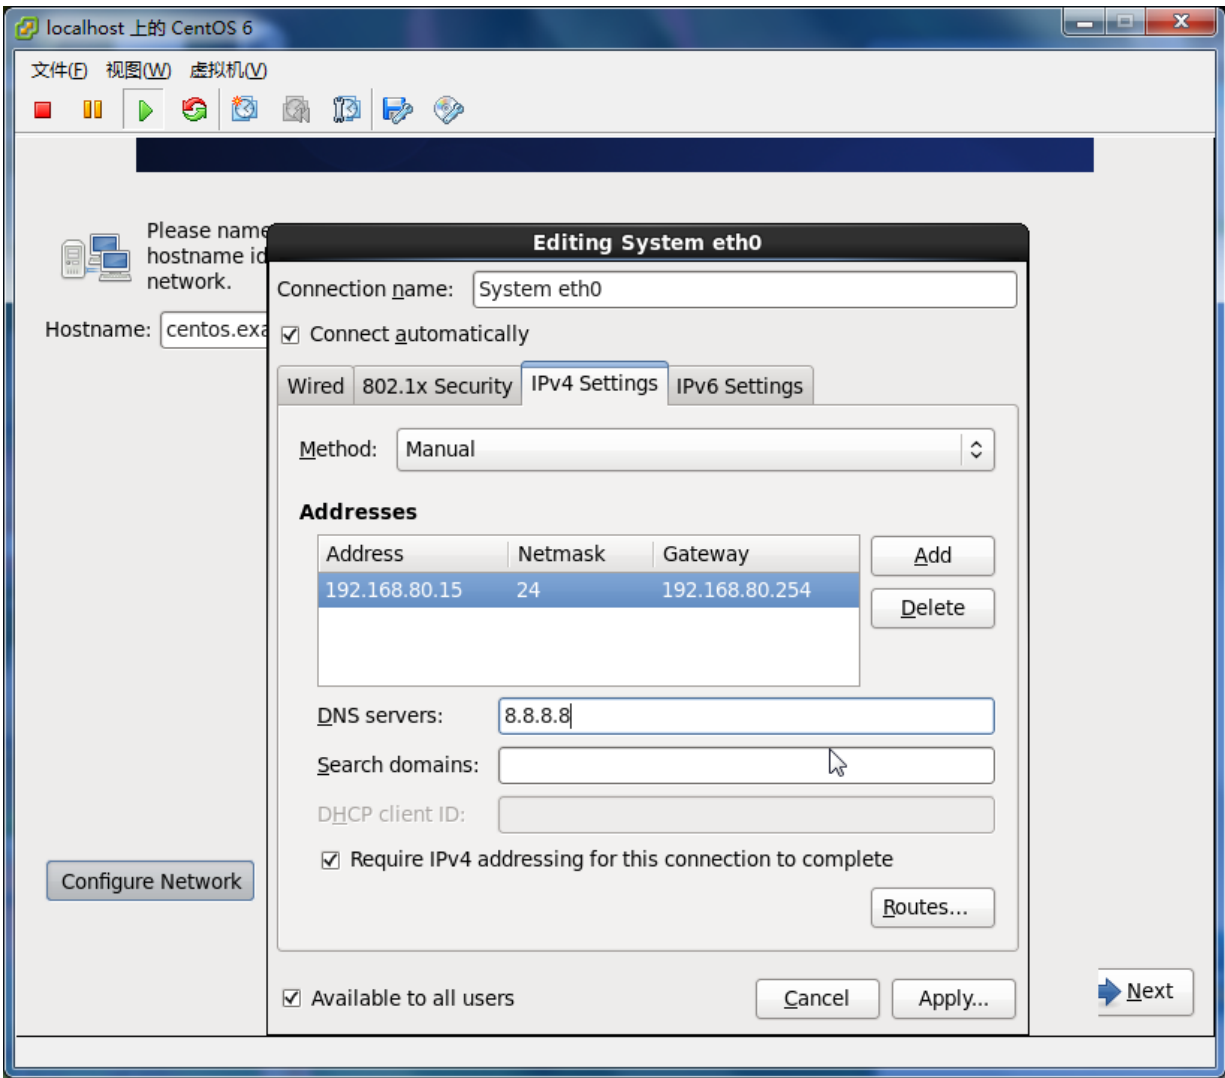 localhost 上的 CentOS 6
文件(F) 视图(W) 虚拟机(V)
Please name
hostname id
network.
Hostname: centos.exa
Editing System eth0
Connection name: System eth0
Connect automatically
Wired 802.1x Security IPv4 Settings IPv6 Settings
Method: Manual
Addresses
Address Netmask Gateway
192.168.80.15 24 192.168.80.254
Add
Delete
DNS servers: 8.8.8.8
Search domains:
DHCP client ID:
Require IPv4 addressing for this connection to complete
Configure Network
Routes...
Available to all users
Cancel Apply...
Next